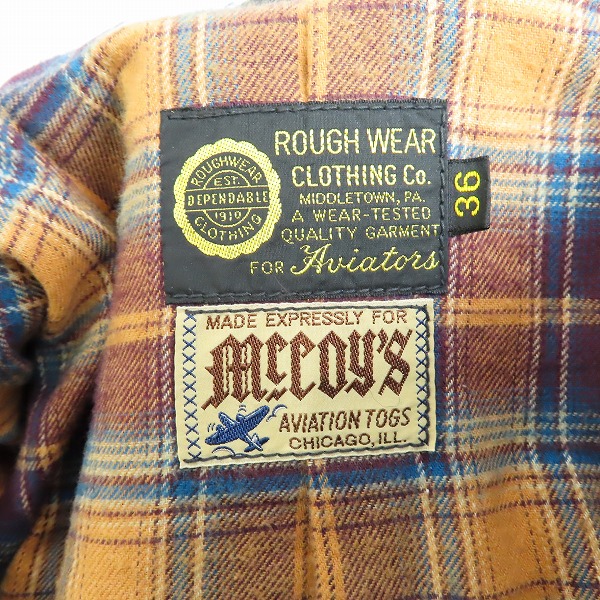 ROUGHWEAR
EST.
DEPENDABLE
1919
CLOTHING
ROUGH WEAR
CLOTHING Co.
MIDDLETOWN, PA.
A WEAR-TESTED
QUALITY GARMENT
FOR Aviators
36
MADE EXPRESSLY FOR
McCOY'S
AVIATION TOGS
CHICAGO, ILL.